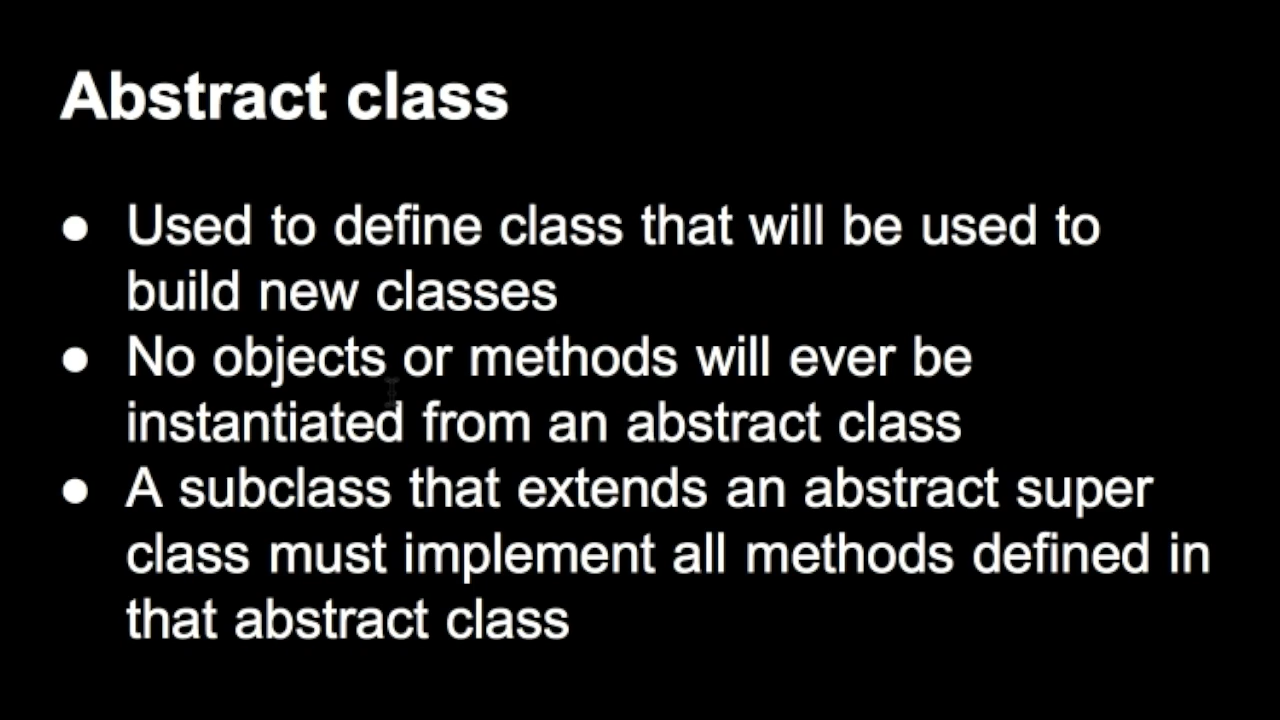 Abstract class
● Used to define class that will be used to
build new classes
● No objects or methods will ever be
instantiated from an abstract class
● A subclass that extends an abstract super
class must implement all methods defined in
that abstract class